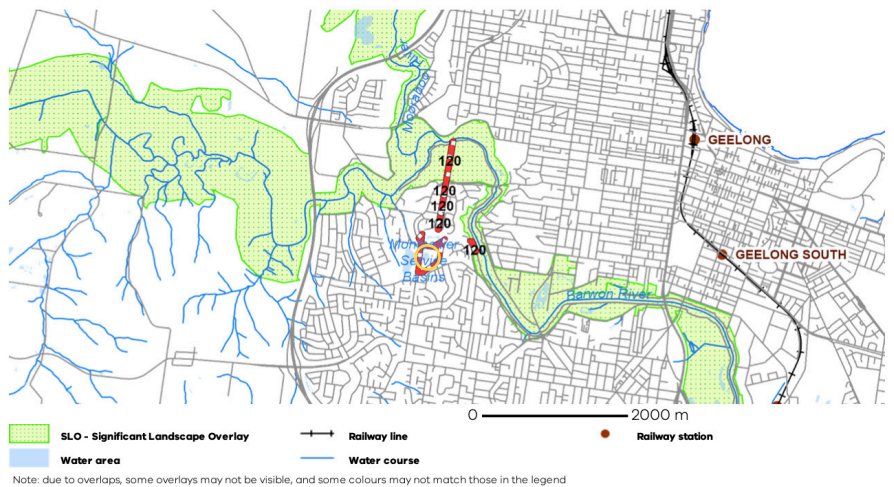 Moorabool
120
GEELONG
120
120
120
120
Service
Basins
GEELONG SOUTH
Barwon River
0 2000 m
SLO - Significant Landscape Overlay
Railway line
Railway station
Water area
Water course
Note: due to overlaps, some overlays may not be visible, and some colours may not match those in the legend